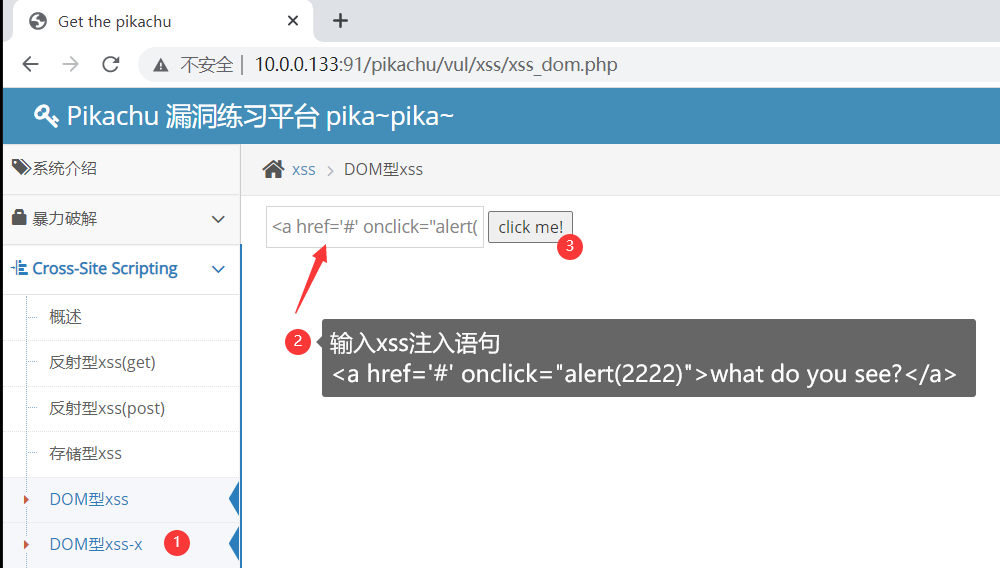 Get the pikachu
不安全 | 10.0.0.133:91/pikachu/vul/xss/xss_dom.php
Pikachu 漏洞练习平台 pika~pika~
系统介绍
xss > DOM型xss
暴力破解
<a href='#' onclick="alert( click me!
3
Cross-Site Scripting
概述
2 输入xss注入语句
<a href='#' onclick="alert(2222)">what do you see?</a>
反射型xss(get)
反射型xss(post)
存储型xss
DOM型xss
DOM型xss-x 1